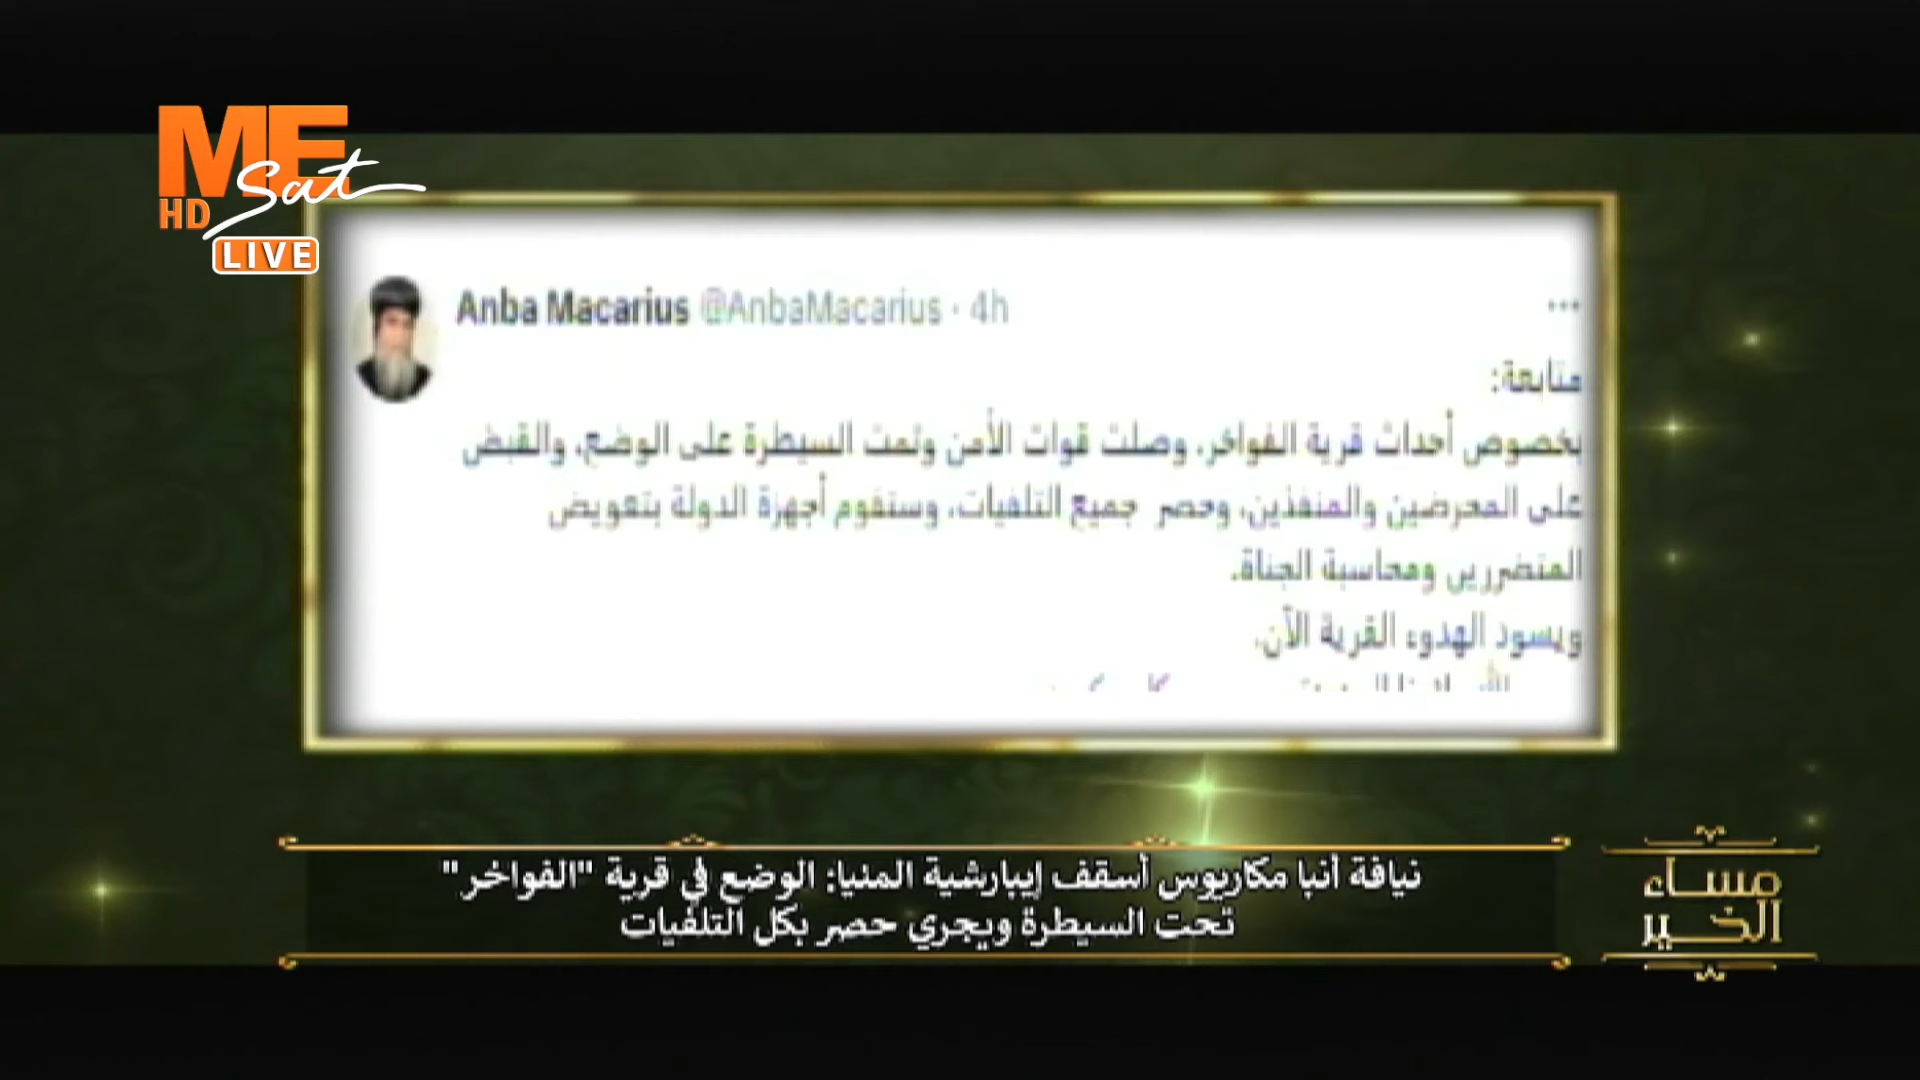 ME
Sat
HD
LIVE
Anba Macarius @AnbaMacarius · 4h
متابعة:
بخصوص أحداث قرية الفواخر، وصلت قوات الأمن وتمت السيطرة على الوضع، والقبض
على المحرضين والمنفذين، وحصر جميع التلفيات، وستقوم أجهزة الدولة بتعويض
المتضررين ومحاسبة الجناة.
ويسود الهدوء القرية الآن.
نيافة أنبا مكاريوس أسقف إيبارشية المنيا: الوضع في قرية "الفواخر"
تحت السيطرة ويجري حصر بكل التلفيات
مساء
الخير